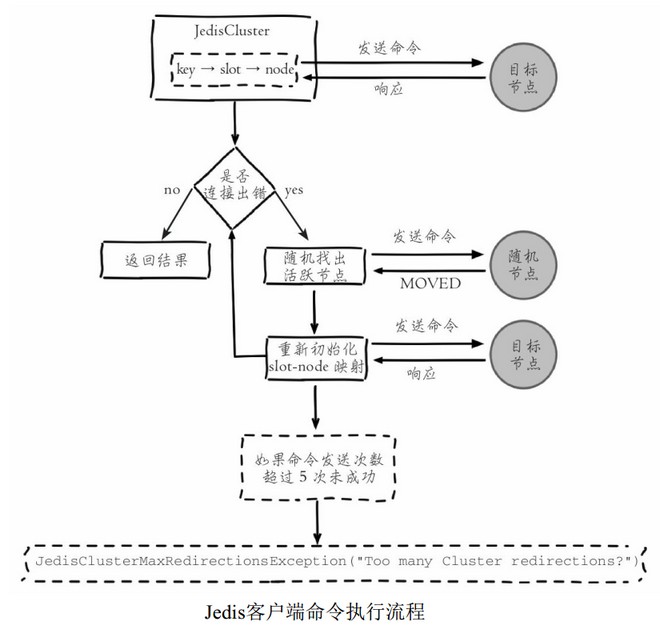 JedisCluster
key → slot → node
发送命令
响应
目标
节点
是否
连接出错
no
yes
返回结果
随机找出
活跃节点
发送命令
MOVED
随机
节点
重新初始化
slot-node 映射
发送命令
响应
目标
节点
如果命令发送次数
超过 5 次未成功
JedisClusterMaxRedirectionsException("Too many Cluster redirections?")
Jedis客户端命令执行流程